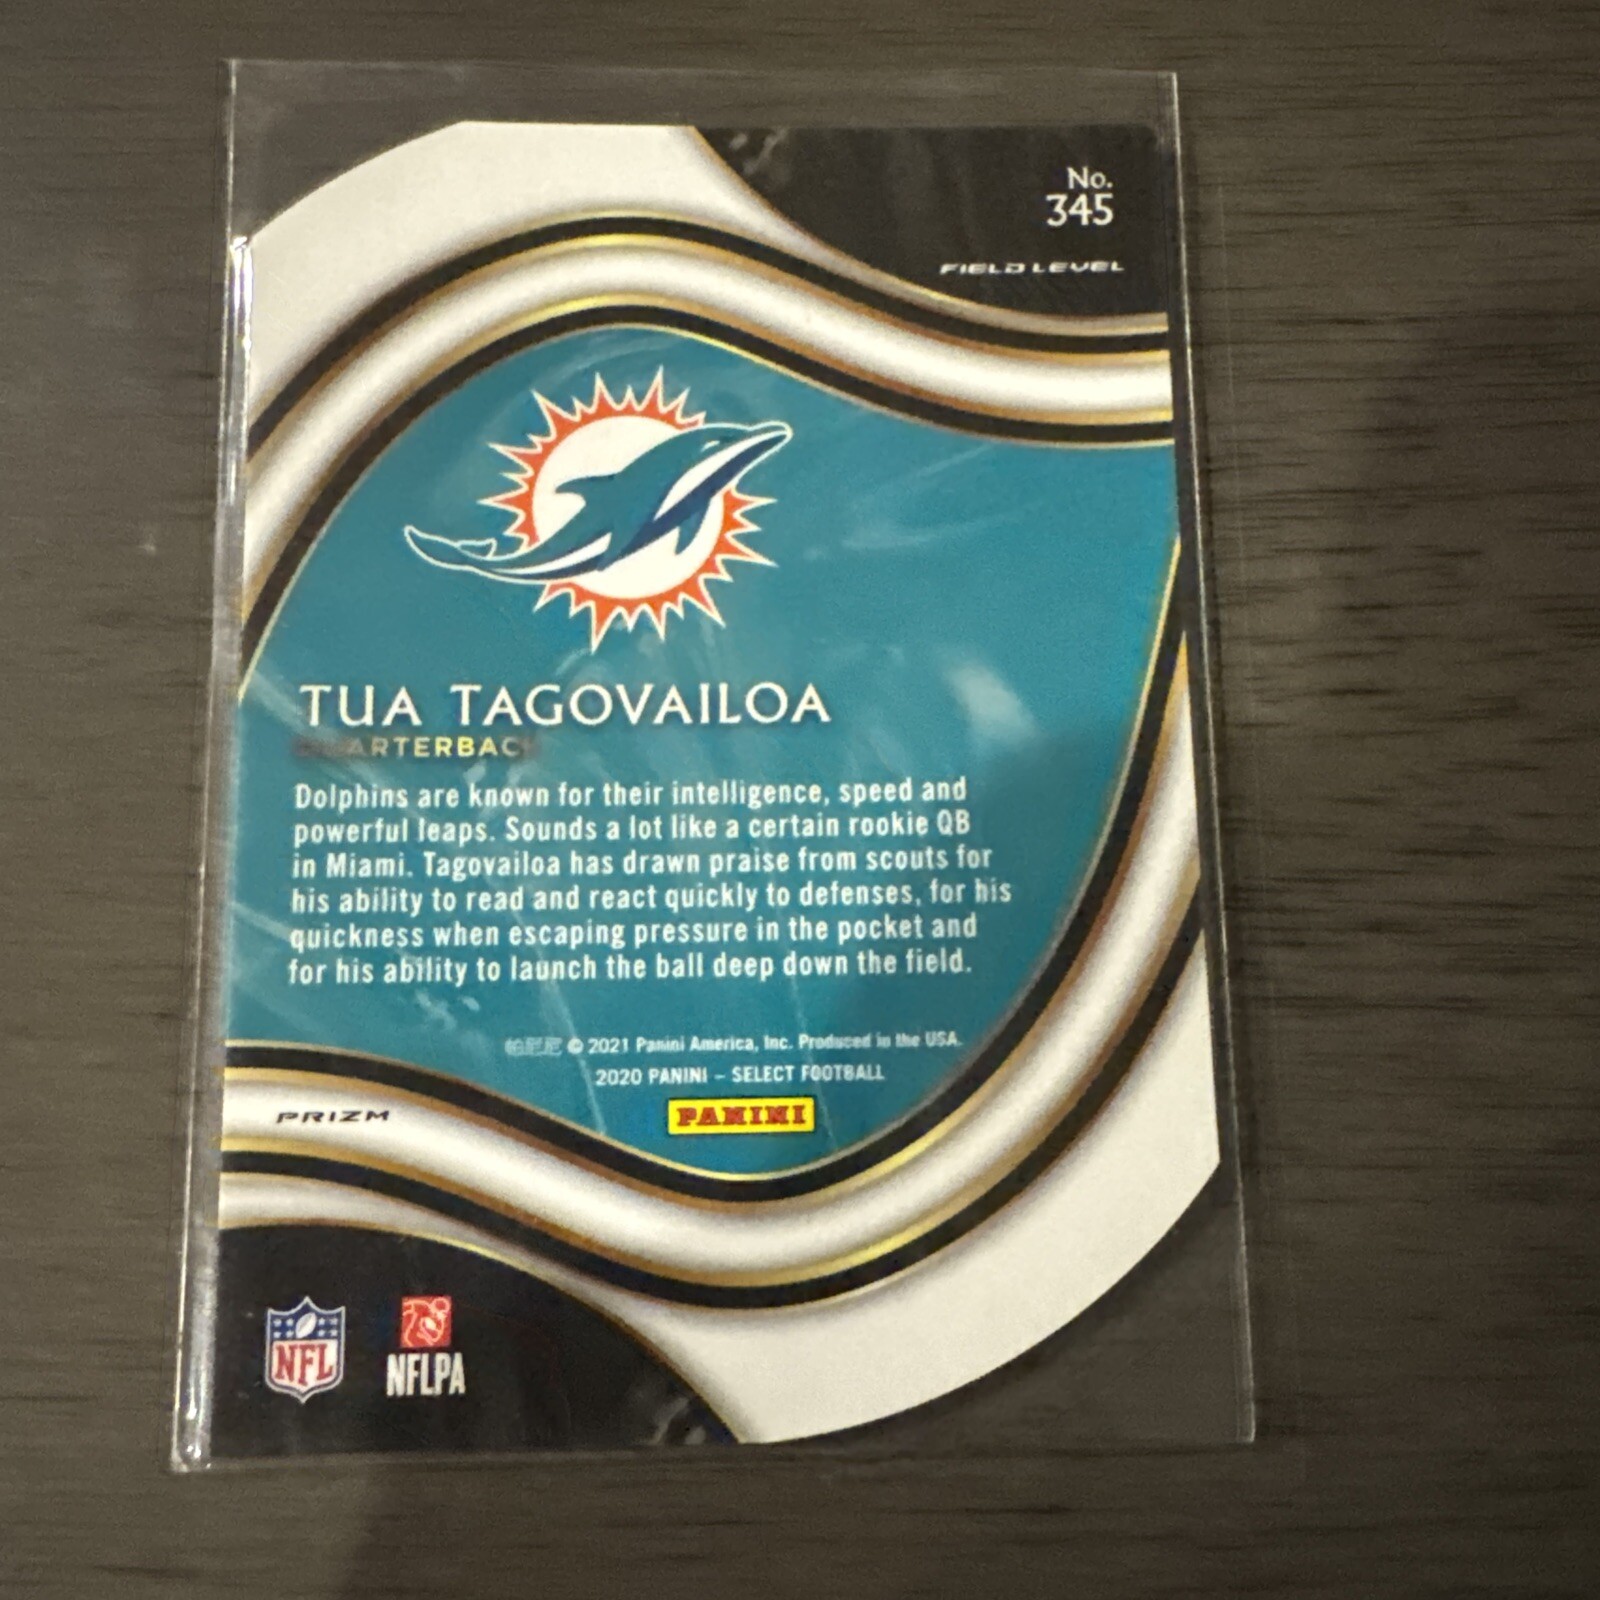 No.
345
FIELD LEVEL
TUA TAGOVAILOA
QUARTERBACK
Dolphins are known for their intelligence, speed and
powerful leaps. Sounds a lot like a certain rookie QB
in Miami. Tagovailoa has drawn praise from scouts for
his ability to read and react quickly to defenses, for his
quickness when escaping pressure in the pocket and
for his ability to launch the ball deep down the field.
帕尼尼 © 2021 Panini America, Inc. Produced in the USA.
2020 PANINI – SELECT FOOTBALL
PRIZM
PANINI
NFL
NFLPA